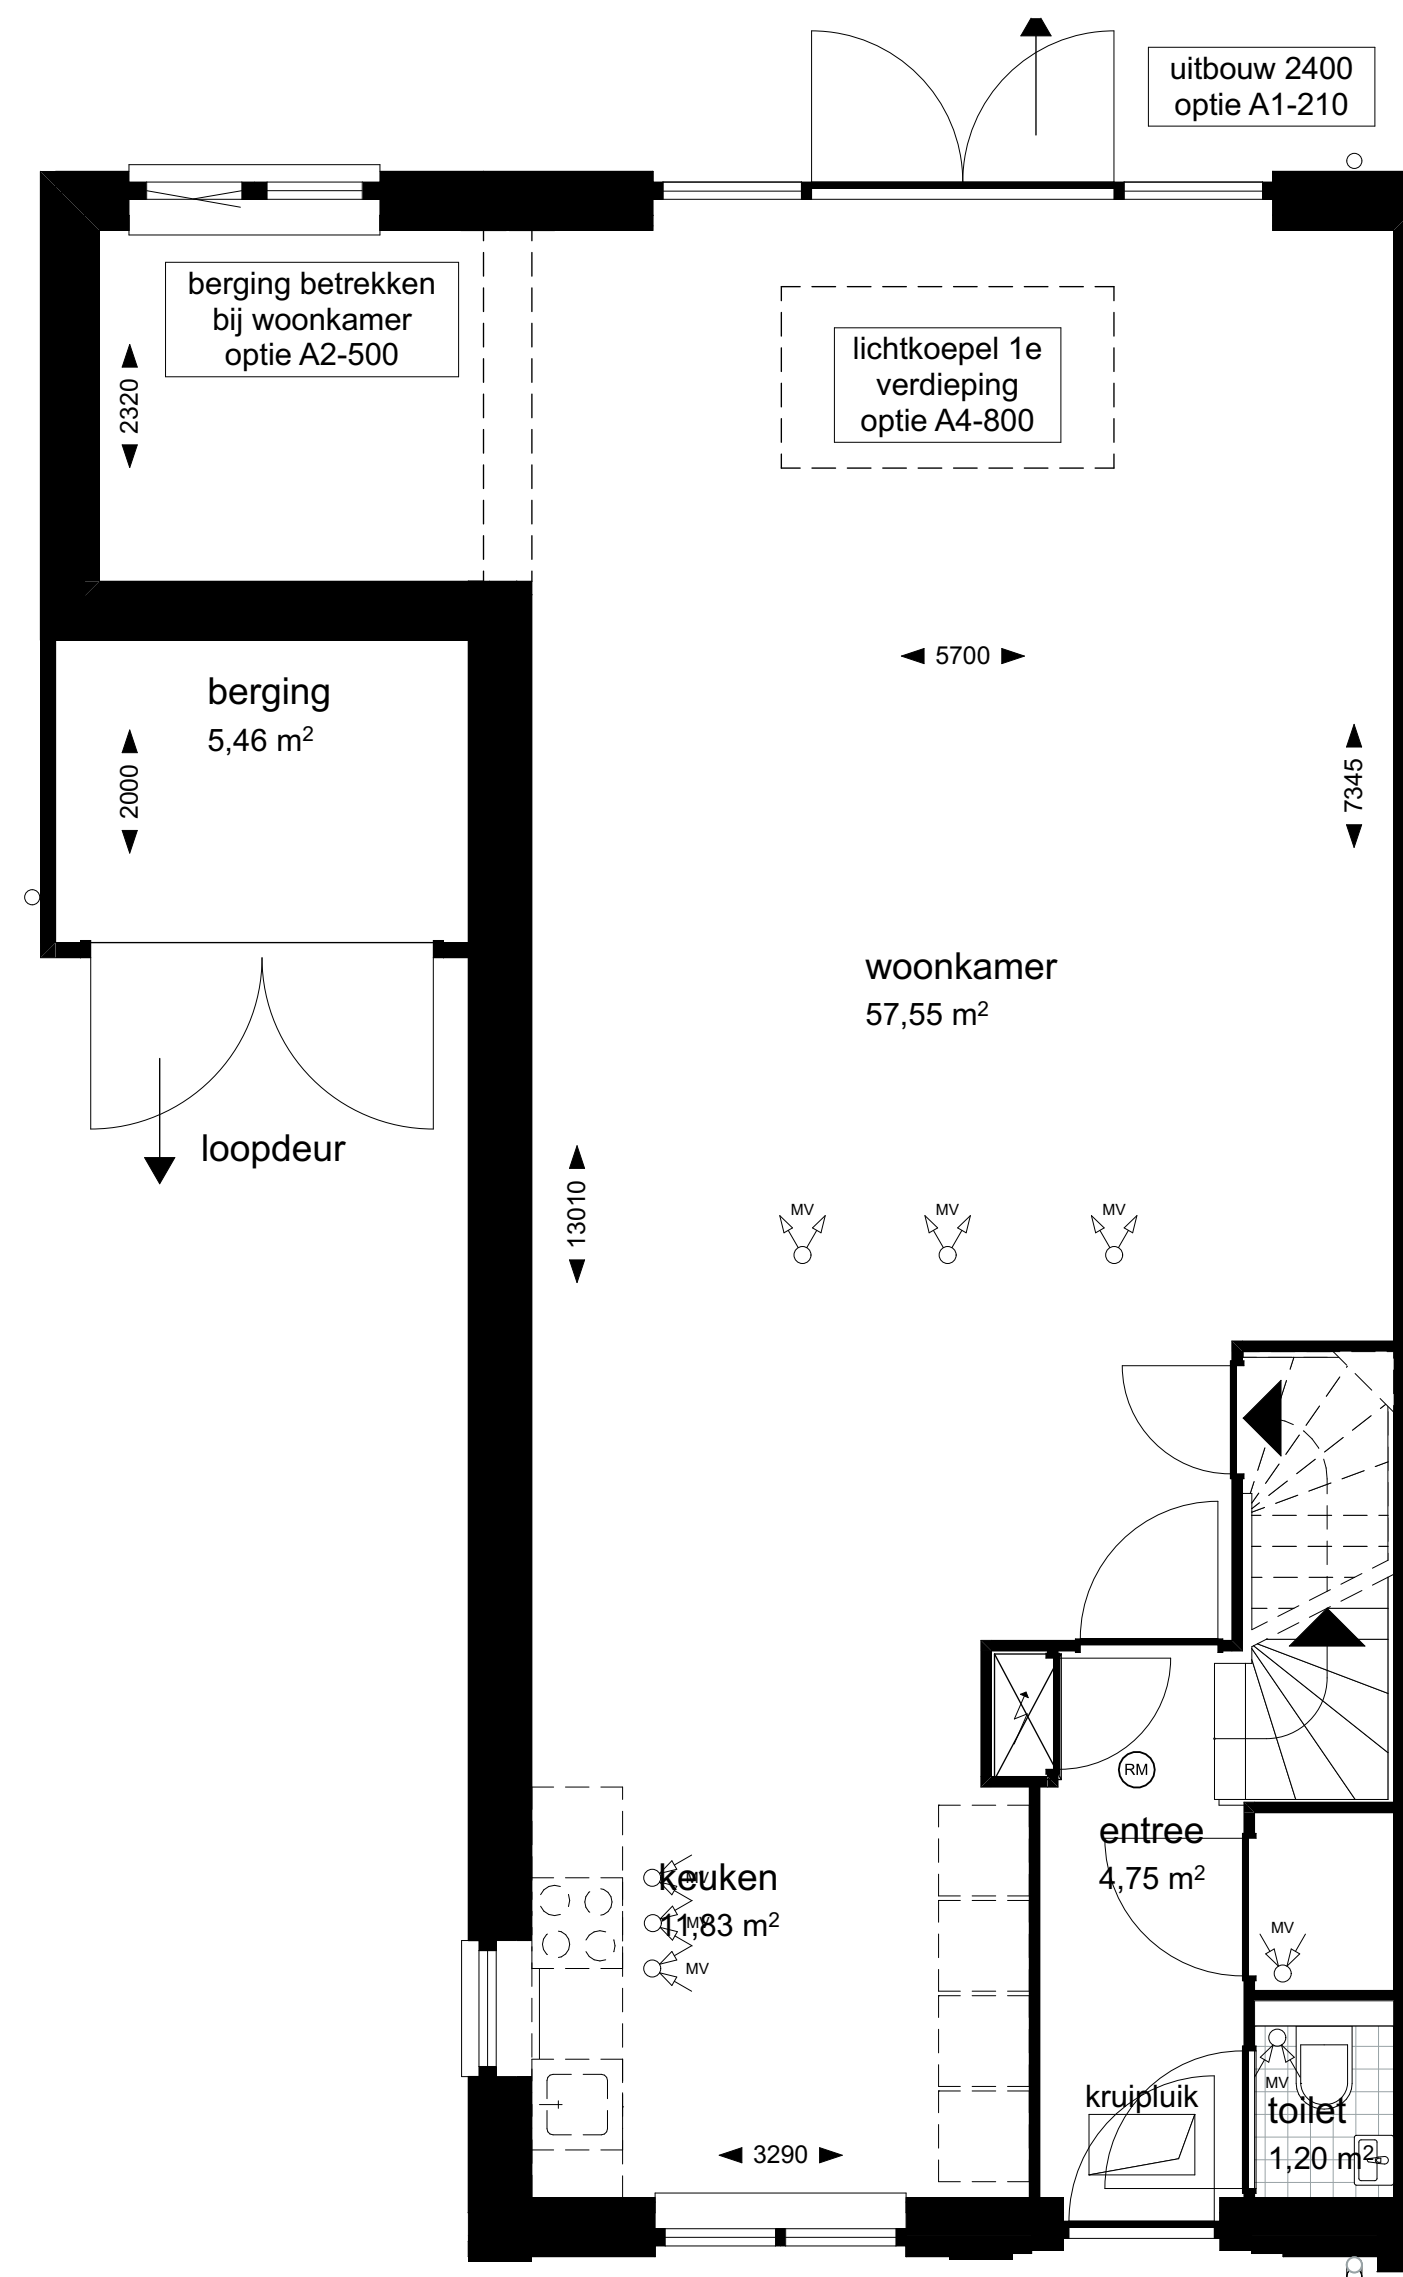 uitbouw 2400
optie A1-210
berging betrekken
bij woonkamer
optie A2-500
lichtkoepel 1e
verdieping
optie A4-800
2320
5700
berging
5,46 m²
2000
7345
woonkamer
57,55 m²
loopdeur
13010
MV
MV
MV
RM
entree
4,75 m²
keuken
11,83 m²
MV
MV
MV
MV
MV
kruipluik
toilet
1,20 m²
3290